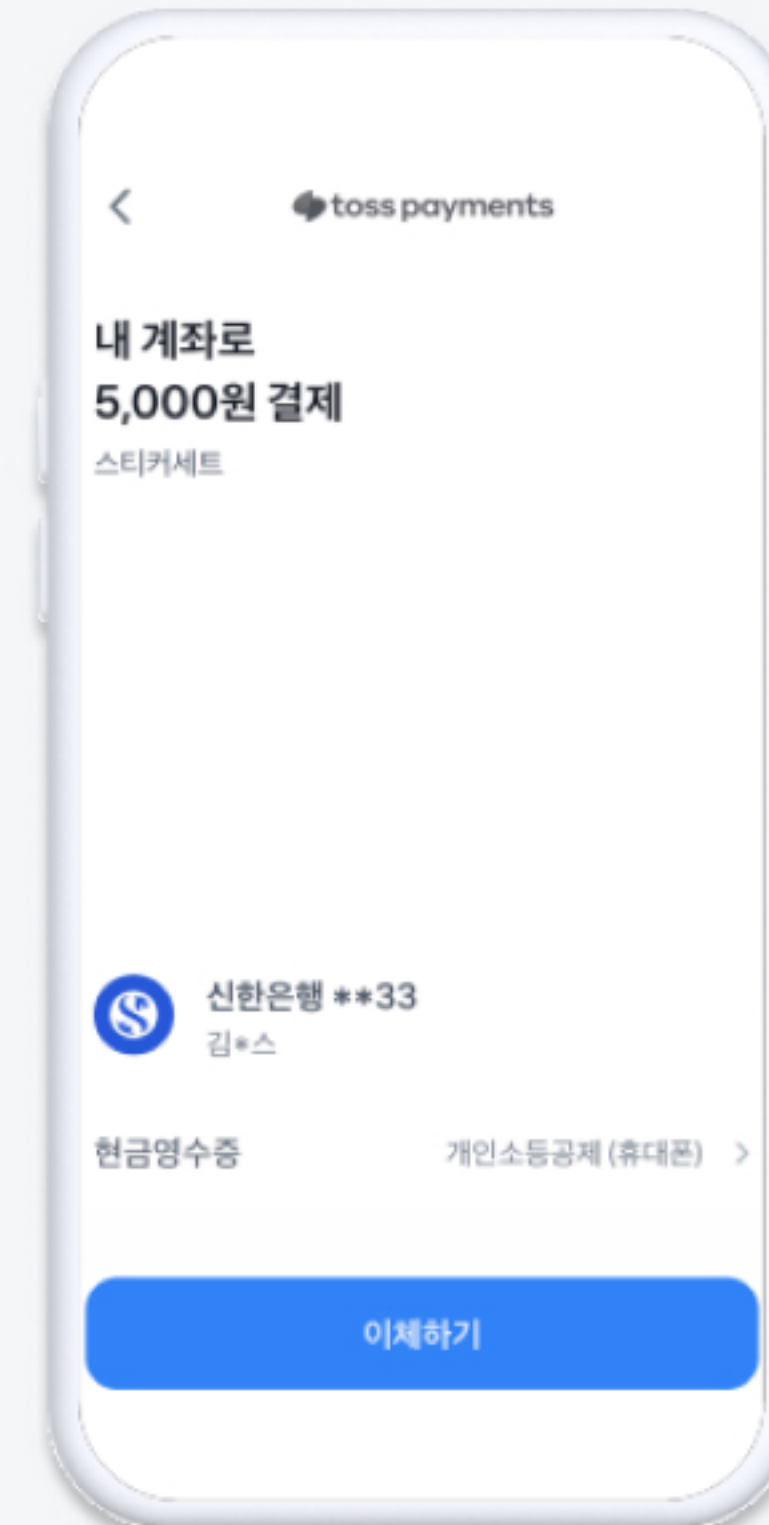 toss payments
내 계좌로
5,000원 결제
스티커세트
신한은행 **33
김*스
현금영수증 개인소등공제 (휴대폰)
이체하기